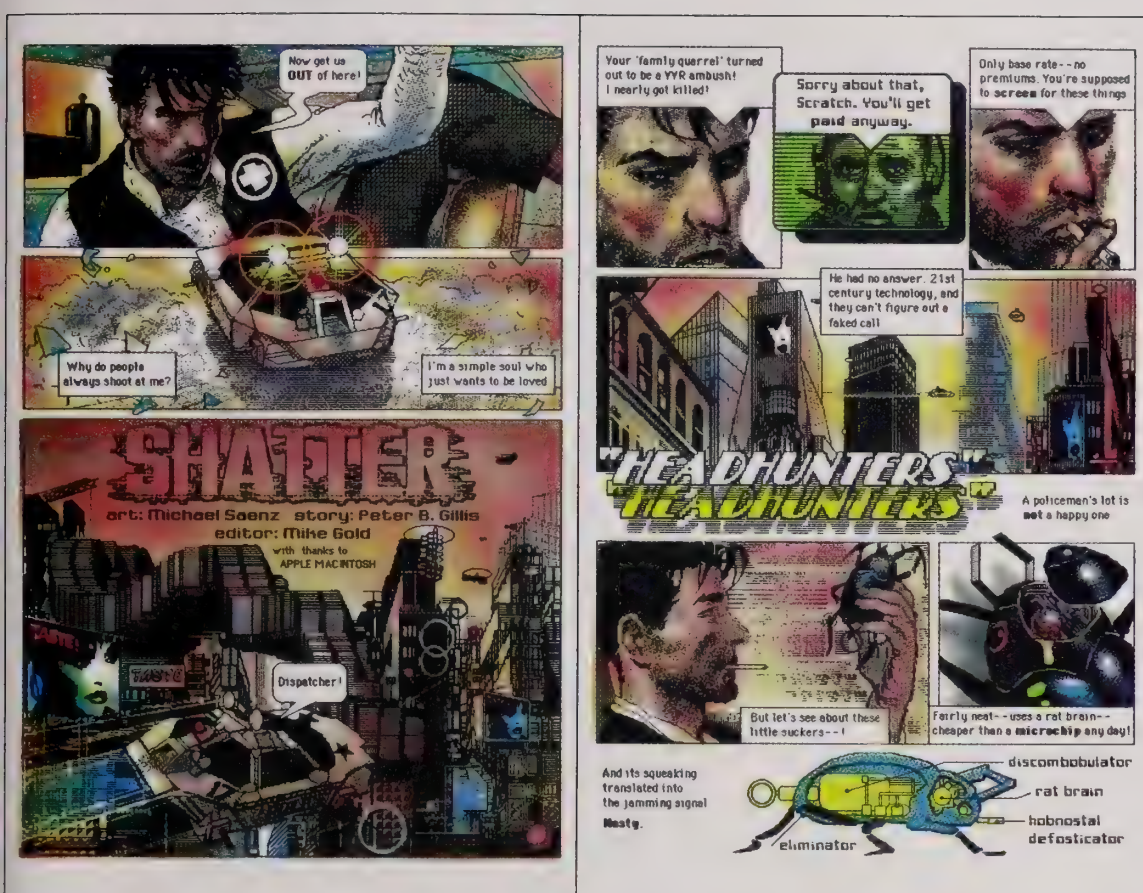 Now get us
OUT of here!
Why do people
always shoot at me?
I'm a simple soul who
just wants to be loved
SHATTER
art: Michael Saenz story: Peter B. Gillis
editor: Mike Gold
with thanks to
APPLE MACINTOSH
TASTE!
TASTE
Dispatcher!
Your 'family quarrel' turned
out to be a YYR ambush!
I nearly got killed!
Sorry about that,
Scratch. You'll get
paid anyway.
Only base rate--no
premiums. You're supposed
to screen for these things
He had no answer. 21st
century technology, and
they can't figure out a
faked call
"HEADHUNTERS"
"HEADHUNTERS"
A policeman's lot is
not a happy one
But let's see about these
little suckers--!
Fairly neat--uses a rat brain--
cheaper than a microchip any day!
And its squeaking
translated into
the jamming signal
Nasty.
discombobulator
rat brain
hobnostal
defosticator
eliminator